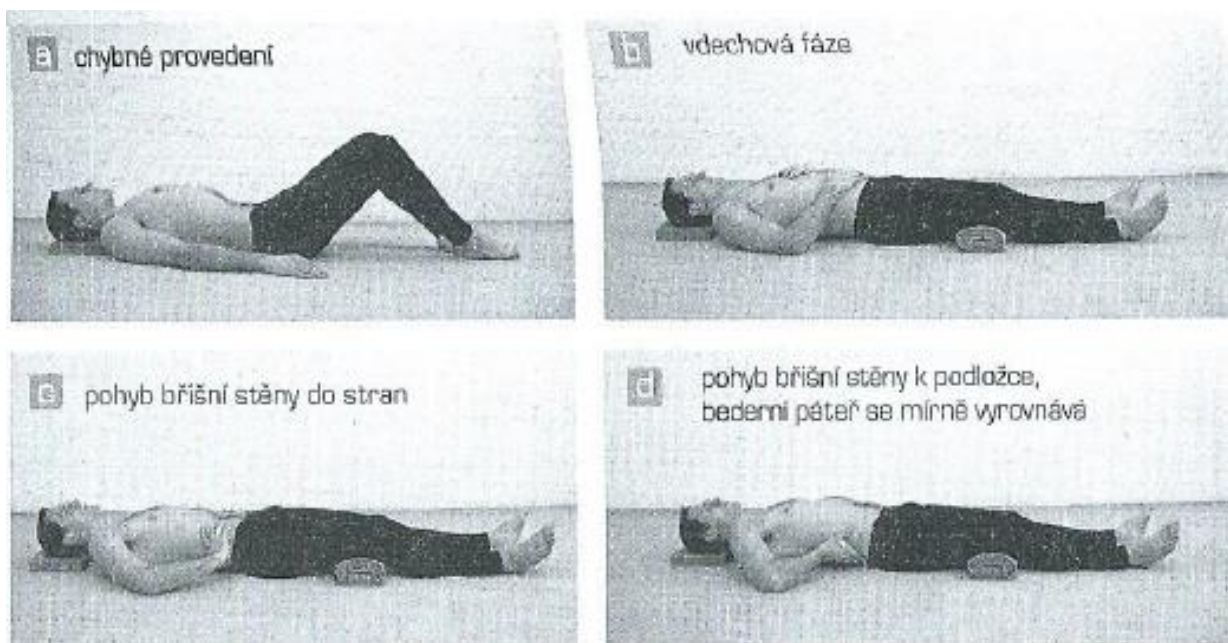 a chybné provedení
b vdechová fáze
c pohyb břišní stěny do stran
d pohyb břišní stěny k podložce,
bederní páteř se mírně vyrovnává